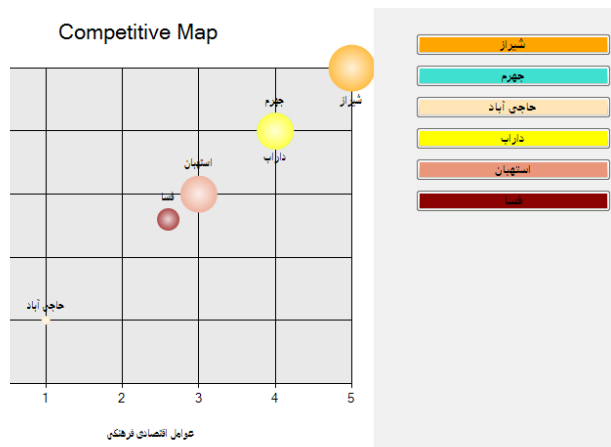 Competitive Map
شیراز
جهرم
داراب
استهبان
فسا
حاجی آباد
1 2 3 4 5
عوامل اقتصادی فرهنگی
شیراز
جهرم
حاجی آباد
داراب
استهبان
فسا